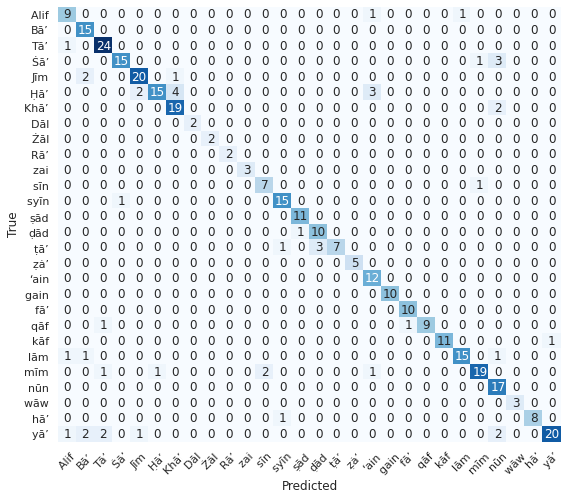 Alif 9 0 0 0 0 0 0 0 0 0 0 0 0 0 0 0 0 1 0 0 0 0 1 0 0 0 0 0
Bā’ 0 15 0 0 0 0 0 0 0 0 0 0 0 0 0 0 0 0 0 0 0 0 0 0 0 0 0 0
Tā’ 1 0 24 0 0 0 0 0 0 0 0 0 0 0 0 0 0 0 0 0 0 0 0 0 0 0 0 0
Ṡā’ 0 0 0 15 0 0 0 0 0 0 0 0 0 0 0 0 0 0 0 0 0 0 0 1 3 0 0 0
Jīm 0 2 0 0 20 0 1 0 0 0 0 0 0 0 0 0 0 0 0 0 0 0 0 0 0 0 0 0
Ḥā’ 0 0 0 0 2 15 4 0 0 0 0 0 0 0 0 0 0 3 0 0 0 0 0 0 0 0 0 0
Khā’ 0 0 0 0 0 0 19 0 0 0 0 0 0 0 0 0 0 0 0 0 0 0 0 0 2 0 0 0
Dāl 0 0 0 0 0 0 0 2 0 0 0 0 0 0 0 0 0 0 0 0 0 0 0 0 0 0 0 0
Żāl 0 0 0 0 0 0 0 0 2 0 0 0 0 0 0 0 0 0 0 0 0 0 0 0 0 0 0 0
Rā’ 0 0 0 0 0 0 0 0 0 2 0 0 0 0 0 0 0 0 0 0 0 0 0 0 0 0 0 0
zai 0 0 0 0 0 0 0 0 0 0 3 0 0 0 0 0 0 0 0 0 0 0 0 0 0 0 0 0
sīn 0 0 0 0 0 0 0 0 0 0 0 7 0 0 0 0 0 0 0 0 0 0 0 1 0 0 0 0
syīn 0 0 0 1 0 0 0 0 0 0 0 0 15 0 0 0 0 0 0 0 0 0 0 0 0 0 0 0
ṣād 0 0 0 0 0 0 0 0 0 0 0 0 0 11 0 0 0 0 0 0 0 0 0 0 0 0 0 0
ḍād 0 0 0 0 0 0 0 0 0 0 0 0 0 1 10 0 0 0 0 0 0 0 0 0 0 0 0 0
ṭā’ 0 0 0 0 0 0 0 0 0 0 0 0 1 0 3 7 0 0 0 0 0 0 0 0 0 0 0 0
ẓȧ’ 0 0 0 0 0 0 0 0 0 0 0 0 0 0 0 0 5 0 0 0 0 0 0 0 0 0 0 0
‘ain 0 0 0 0 0 0 0 0 0 0 0 0 0 0 0 0 0 12 0 0 0 0 0 0 0 0 0 0
gain 0 0 0 0 0 0 0 0 0 0 0 0 0 0 0 0 0 0 10 0 0 0 0 0 0 0 0 0
fā’ 0 0 0 0 0 0 0 0 0 0 0 0 0 0 0 0 0 0 0 10 0 0 0 0 0 0 0 0
qāf 0 0 1 0 0 0 0 0 0 0 0 0 0 0 0 0 0 0 0 1 9 0 0 0 0 0 0 0
kāf 0 0 0 0 0 0 0 0 0 0 0 0 0 0 0 0 0 0 0 0 0 11 0 0 0 0 0 1
lām 1 1 0 0 0 0 0 0 0 0 0 0 0 0 0 0 0 0 0 0 0 0 15 0 1 0 0 0
mīm 0 0 1 0 0 1 0 0 0 0 0 2 0 0 0 0 0 1 0 0 0 0 0 19 0 0 0 0
nūn 0 0 0 0 0 0 0 0 0 0 0 0 0 0 0 0 0 0 0 0 0 0 0 0 17 0 0 0
wāw 0 0 0 0 0 0 0 0 0 0 0 0 0 0 0 0 0 0 0 0 0 0 0 0 0 3 0 0
hā’ 0 0 0 0 0 0 0 0 0 0 0 0 1 0 0 0 0 0 0 0 0 0 0 0 0 0 8 0
yā’ 1 2 2 0 1 0 0 0 0 0 0 0 0 0 0 0 0 0 0 0 0 0 0 0 2 0 0 20
True
Alif Bā’ Tā’ Ṡā’ Jīm Ḥā’ Khā’ Dāl Żāl Rā’ zai sīn syīn ṣād ḍād ṭā’ ẓȧ’ ‘ain gain fā’ qāf kāf lām mīm nūn wāw hā’ yā’
Predicted